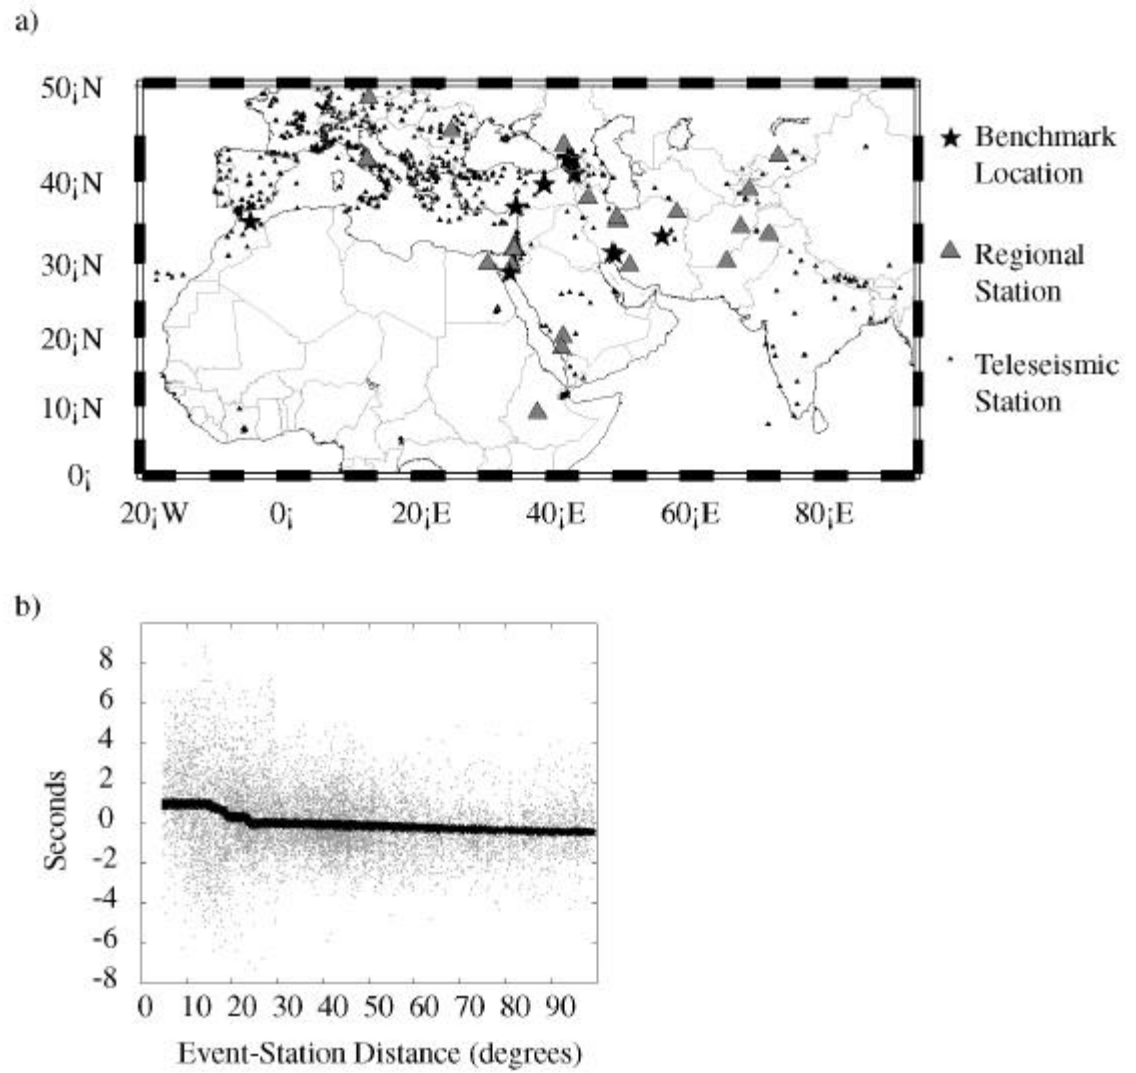 a)
50¡N
40¡N
30¡N
20¡N
10¡N
0¡
20¡W 0¡ 20¡E 40¡E 60¡E 80¡E
Benchmark
Location
Regional
Station
Teleseismic
Station
b)
8
6
4
2
0
-2
-4
-6
-8
Seconds
0 10 20 30 40 50 60 70 80 90
Event-Station Distance (degrees)